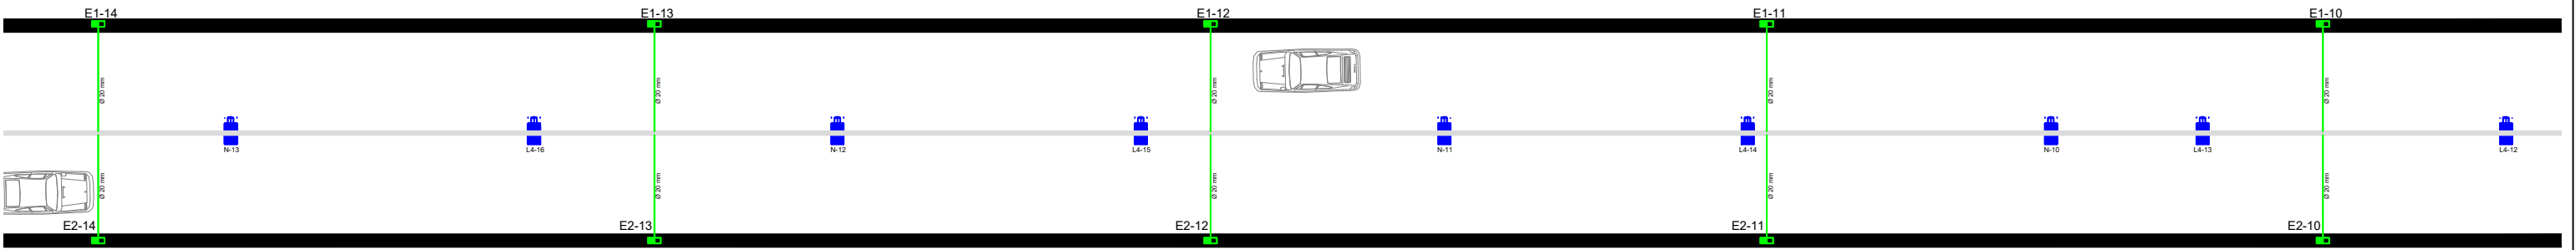 E1-14 E1-13 E1-12 E1-11 E1-10
Ø 20 mm Ø 20 mm Ø 20 mm Ø 20 mm Ø 20 mm
N-13 L4-16 N-12 L4-15 N-11 L4-14 N-10 L4-13 L4-12
Ø 20 mm Ø 20 mm Ø 20 mm Ø 20 mm Ø 20 mm
E2-14 E2-13 E2-12 E2-11 E2-10